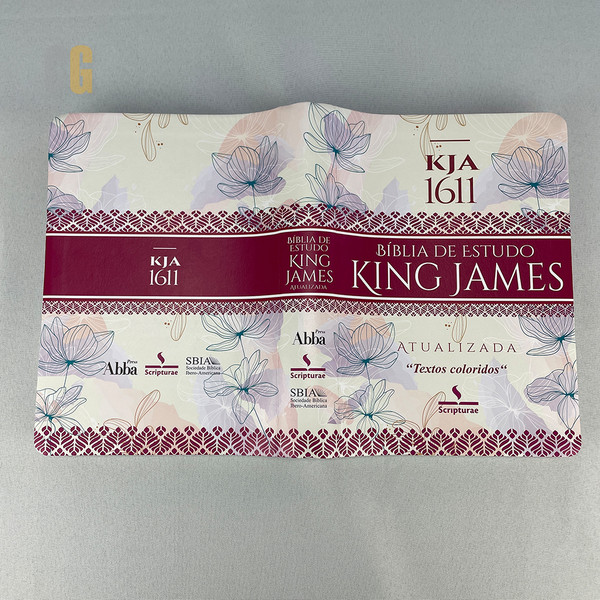 G
KJA
1611
Abba
Press
Scripturae
SBIA
Sociedade Bíblica
Ibero-Americana
BÍBLIA DE
ESTUDO
KING
JAMES
ATUALIZADA
Abba
Press
Scripturae
SBIA
Sociedade Bíblica
Ibero-Americana
KJA
1611
BÍBLIA DE ESTUDO
KING JAMES
ATUALIZADA
“Textos coloridos“
Scripturae